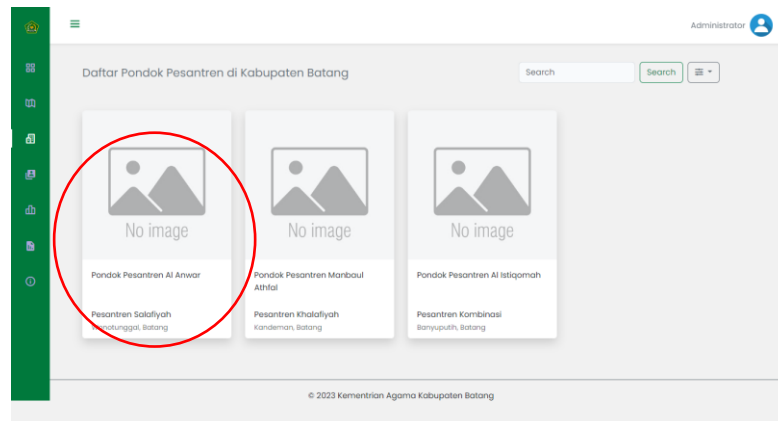 Administrator
Daftar Pondok Pesantren di Kabupaten Batang
Search
Search
No image
No image
No image
Pondok Pesantren Al Anwar
Pondok Pesantren Manbaul
Athfal
Pondok Pesantren Al Istiqomah
Pesantren Salafiyah
Wonotunggal, Batang
Pesantren Khalafiyah
Kandeman, Batang
Pesantren Kombinasi
Banyuputih, Batang
© 2023 Kementrian Agama Kabupaten Batang